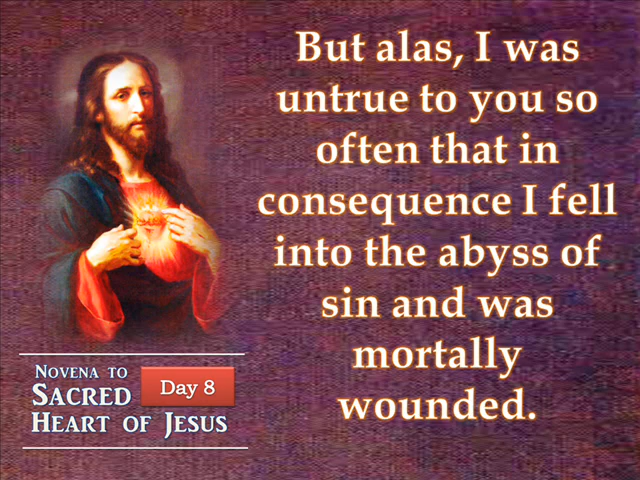 But alas, I was
untrue to you so
often that in
consequence I fell
into the abyss of
sin and was
mortally
wounded.
Novena to
Sacred
Day 8
Heart of Jesus